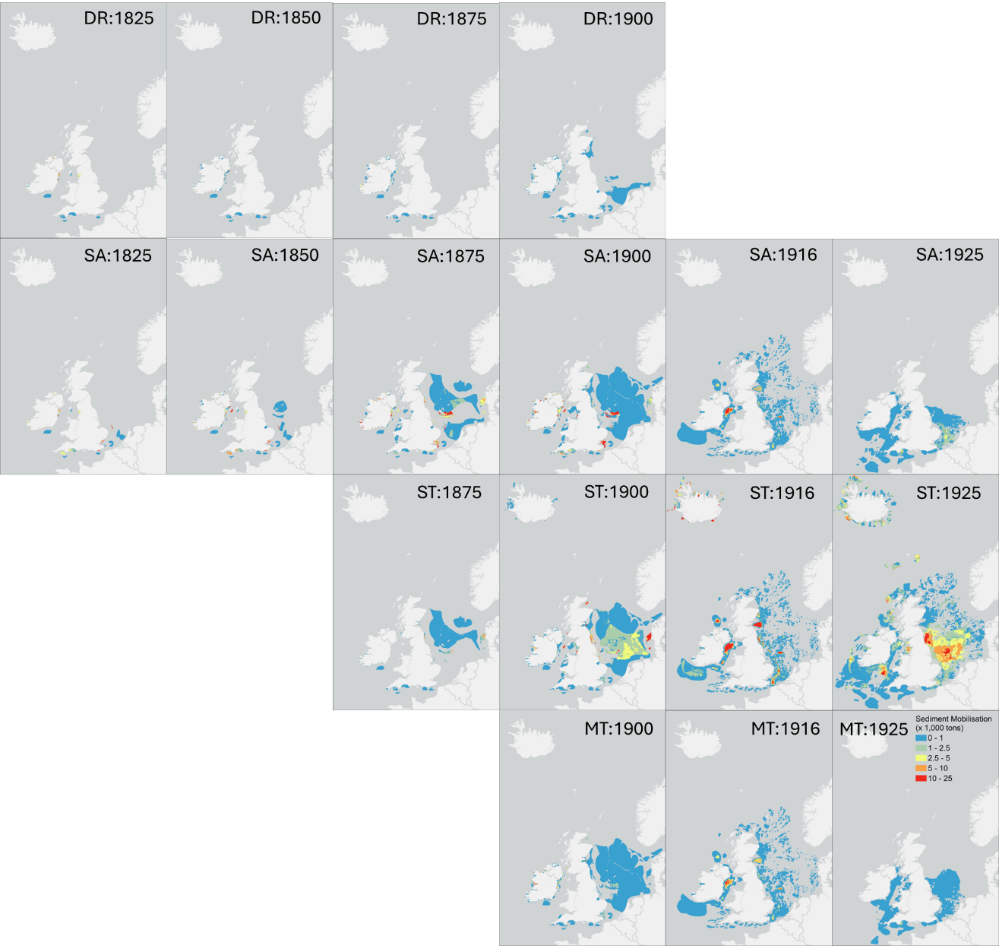 DR:1825
DR:1850
DR:1875
DR:1900
SA:1825
SA:1850
SA:1875
SA:1900
SA:1916
SA:1925
ST:1875
ST:1900
ST:1916
ST:1925
MT:1900
MT:1916
MT:1925
Sediment Mobilisation
(x 1,000 tons)
0 - 1
1 - 2.5
2.5 - 5
5 - 10
10 - 25